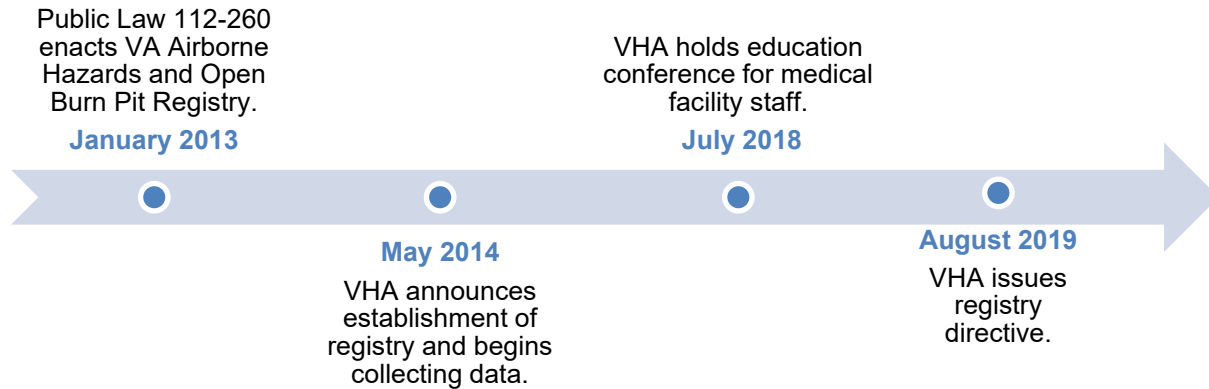 Public Law 112-260
enacts VA Airborne
Hazards and Open
Burn Pit Registry.
January 2013
May 2014
VHA announces
establishment of
registry and begins
collecting data.
VHA holds education
conference for medical
facility staff.
July 2018
August 2019
VHA issues
registry
directive.